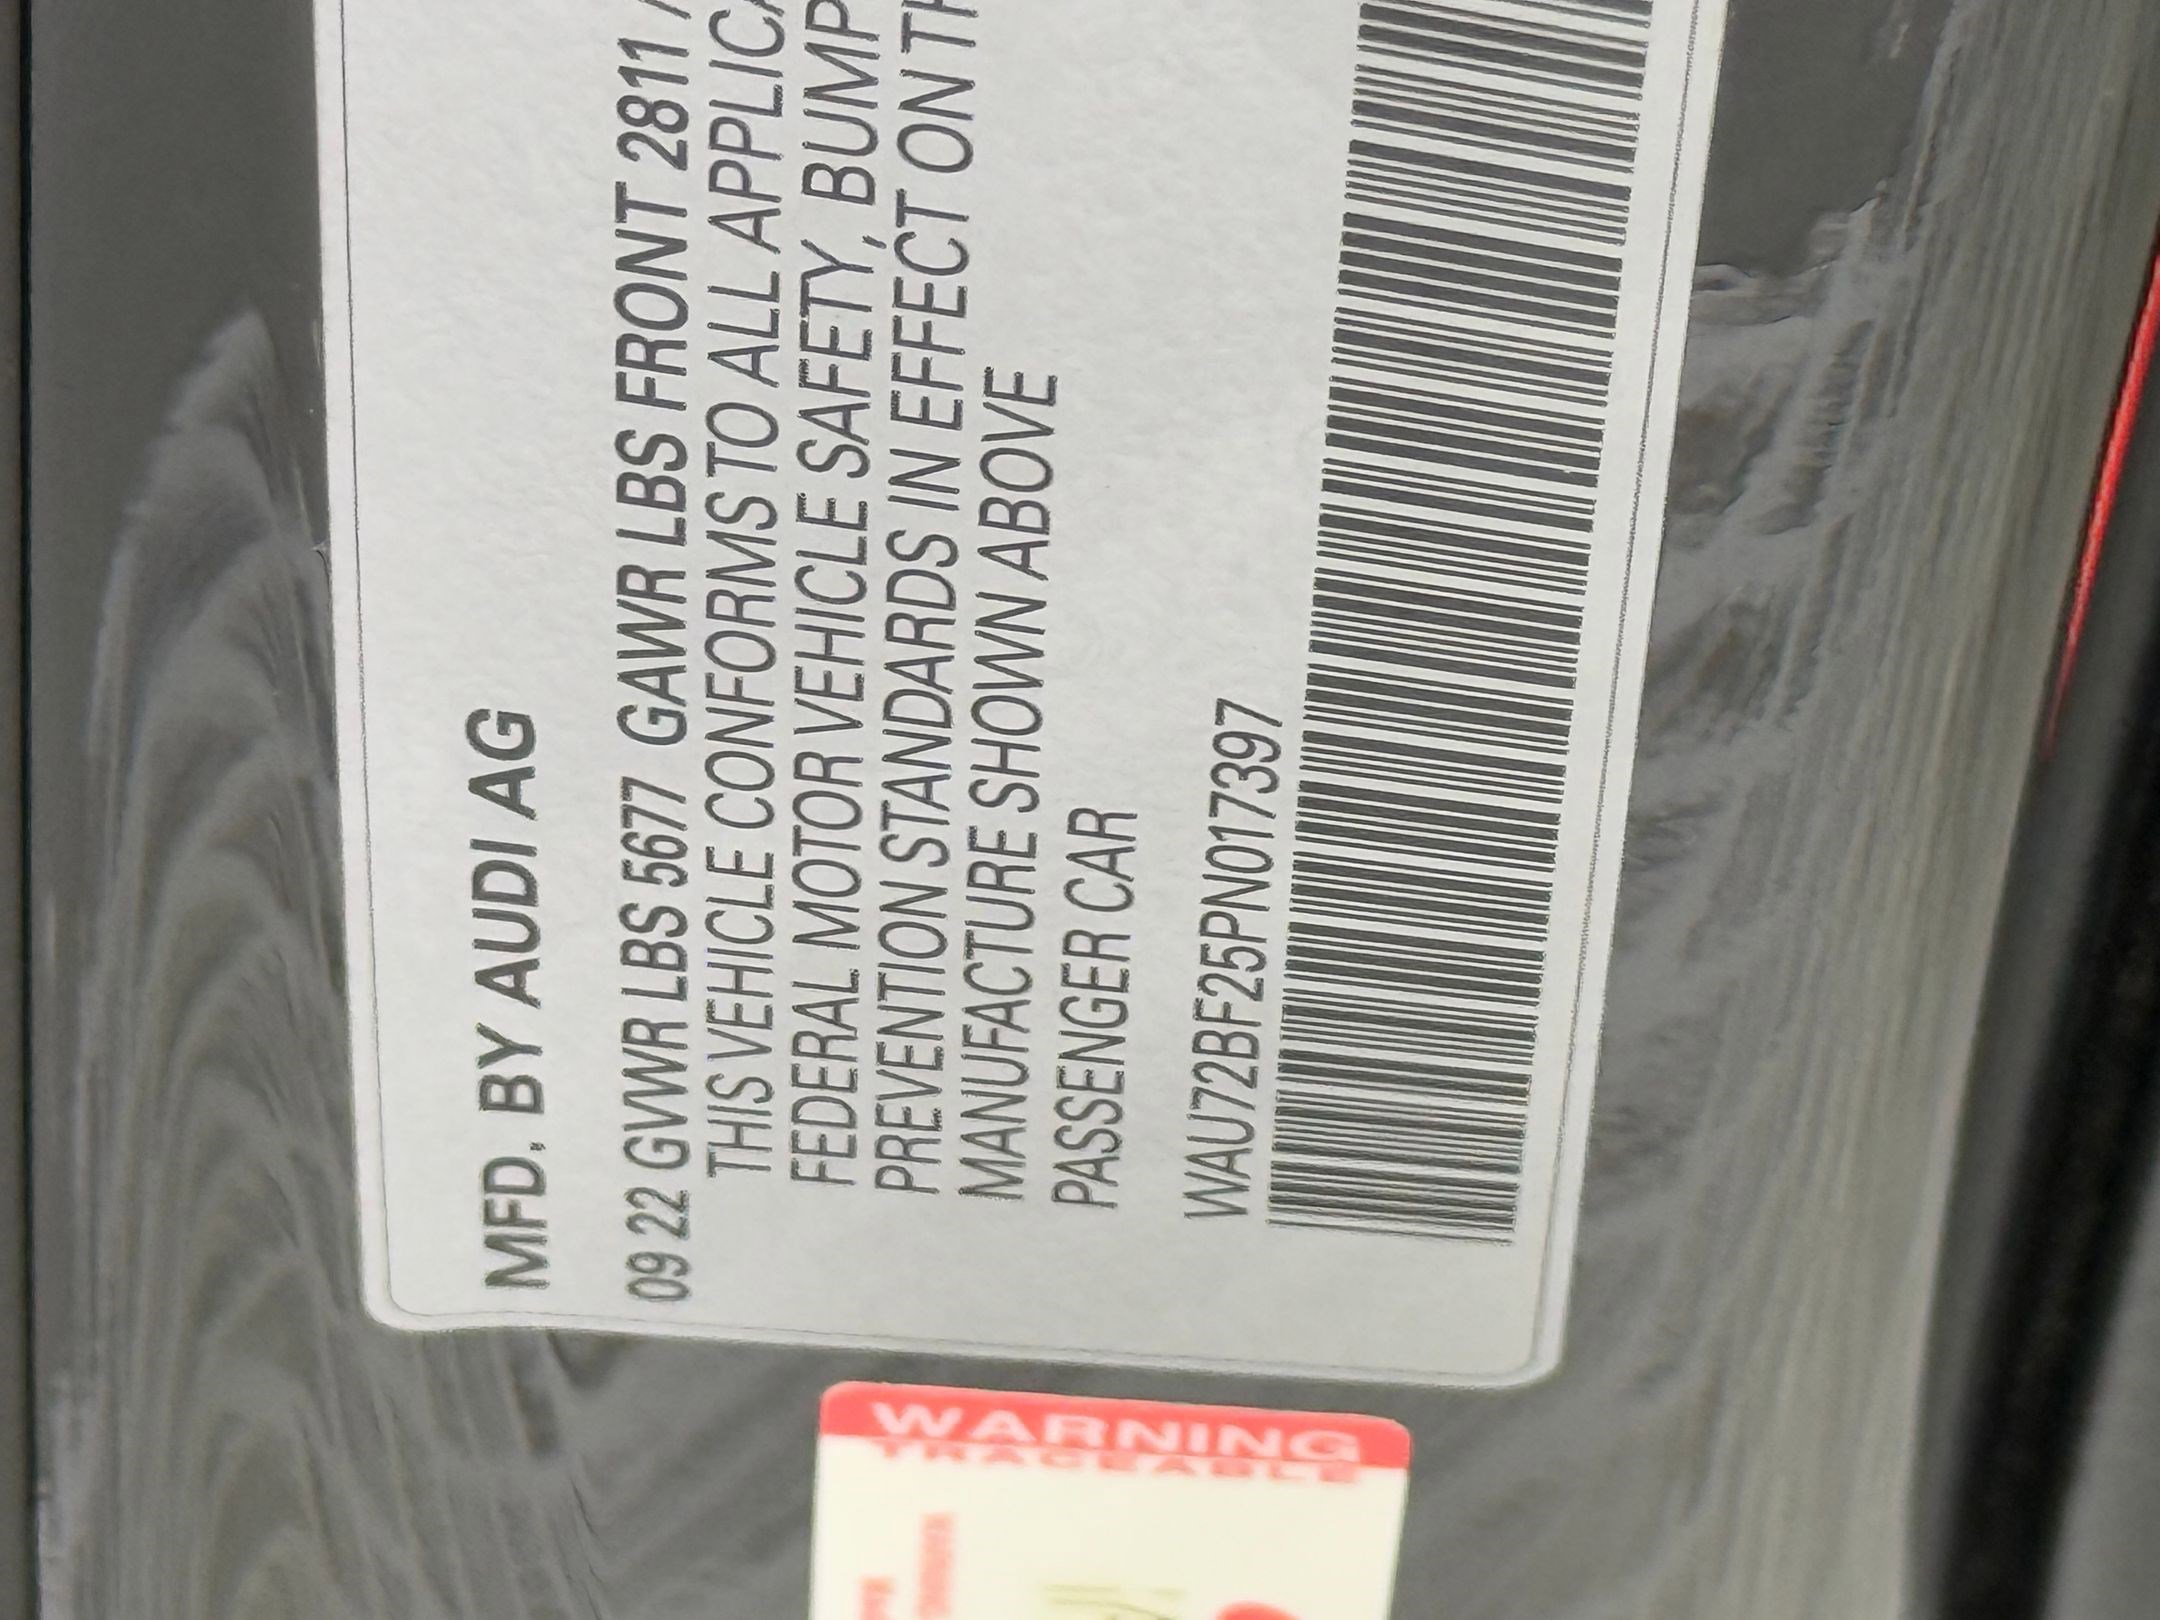 MFD. BY AUDI AG
09 22 GVWR LBS 5677 GAWR LBS FRONT 2811
THIS VEHICLE CONFORMS TO ALL
FEDERAL MOTOR VEHICLE SAFETY,
PREVENTION STANDARDS IN EFFECT ON
MANUFACTURE SHOWN ABOVE
PASSENGER CAR
WAU72BF25PN017397
WARNING
TRACEABLE